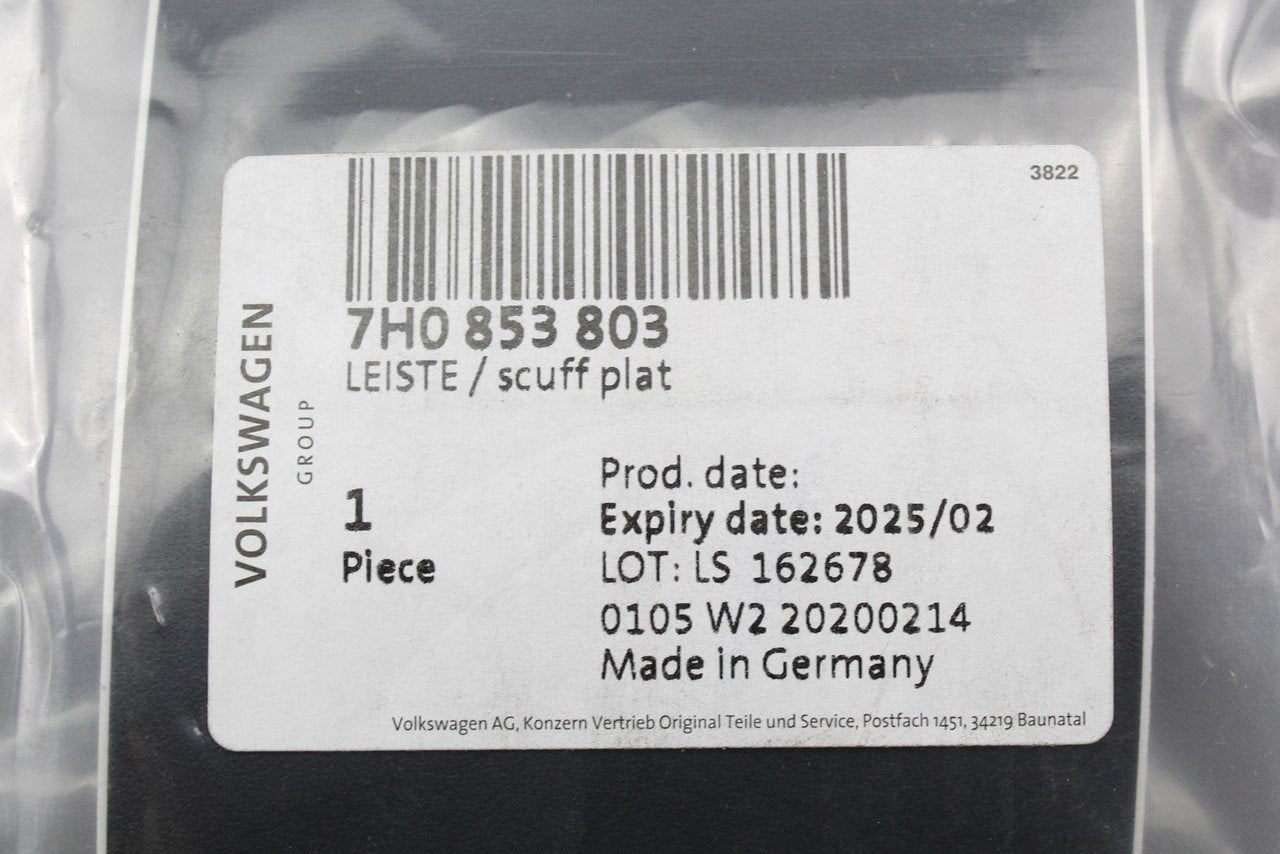 3822
7H0 853 803
LEISTE / scuff plat
VOLKSWAGEN
GROUP
1
Piece
Prod. date:
Expiry date: 2025/02
LOT: LS 162678
0105 W2 20200214
Made in Germany
Volkswagen AG, Konzern Vertrieb Original Teile und Service, Postfach 1451, 34219 Baunatal